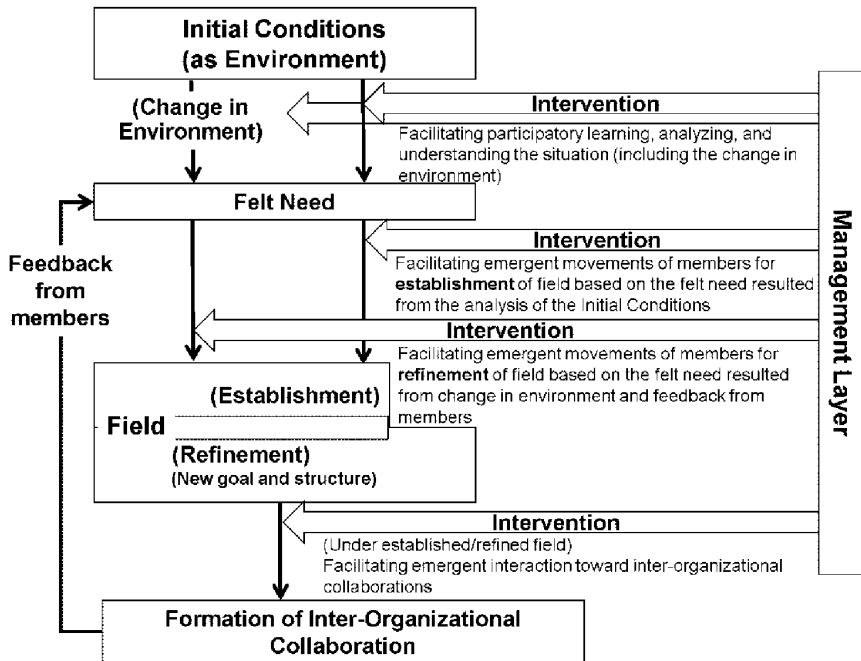 Initial Conditions
(as Environment)
(Change in
Environment)
Intervention
Facilitating participatory learning, analyzing, and
understanding the situation (including the change in
environment)
Felt Need
Intervention
Facilitating emergent movements of members for
establishment of field based on the felt need resulted
from the analysis of the Initial Conditions
Intervention
Facilitating emergent movements of members for
refinement of field based on the felt need resulted
from change in environment and feedback from
members
Feedback
from
members
(Establishment)
Field
(Refinement)
(New goal and structure)
Intervention
(Under established/refined field)
Facilitating emergent interaction toward inter-organizational
collaborations
Formation of Inter-Organizational
Collaboration
Management Layer